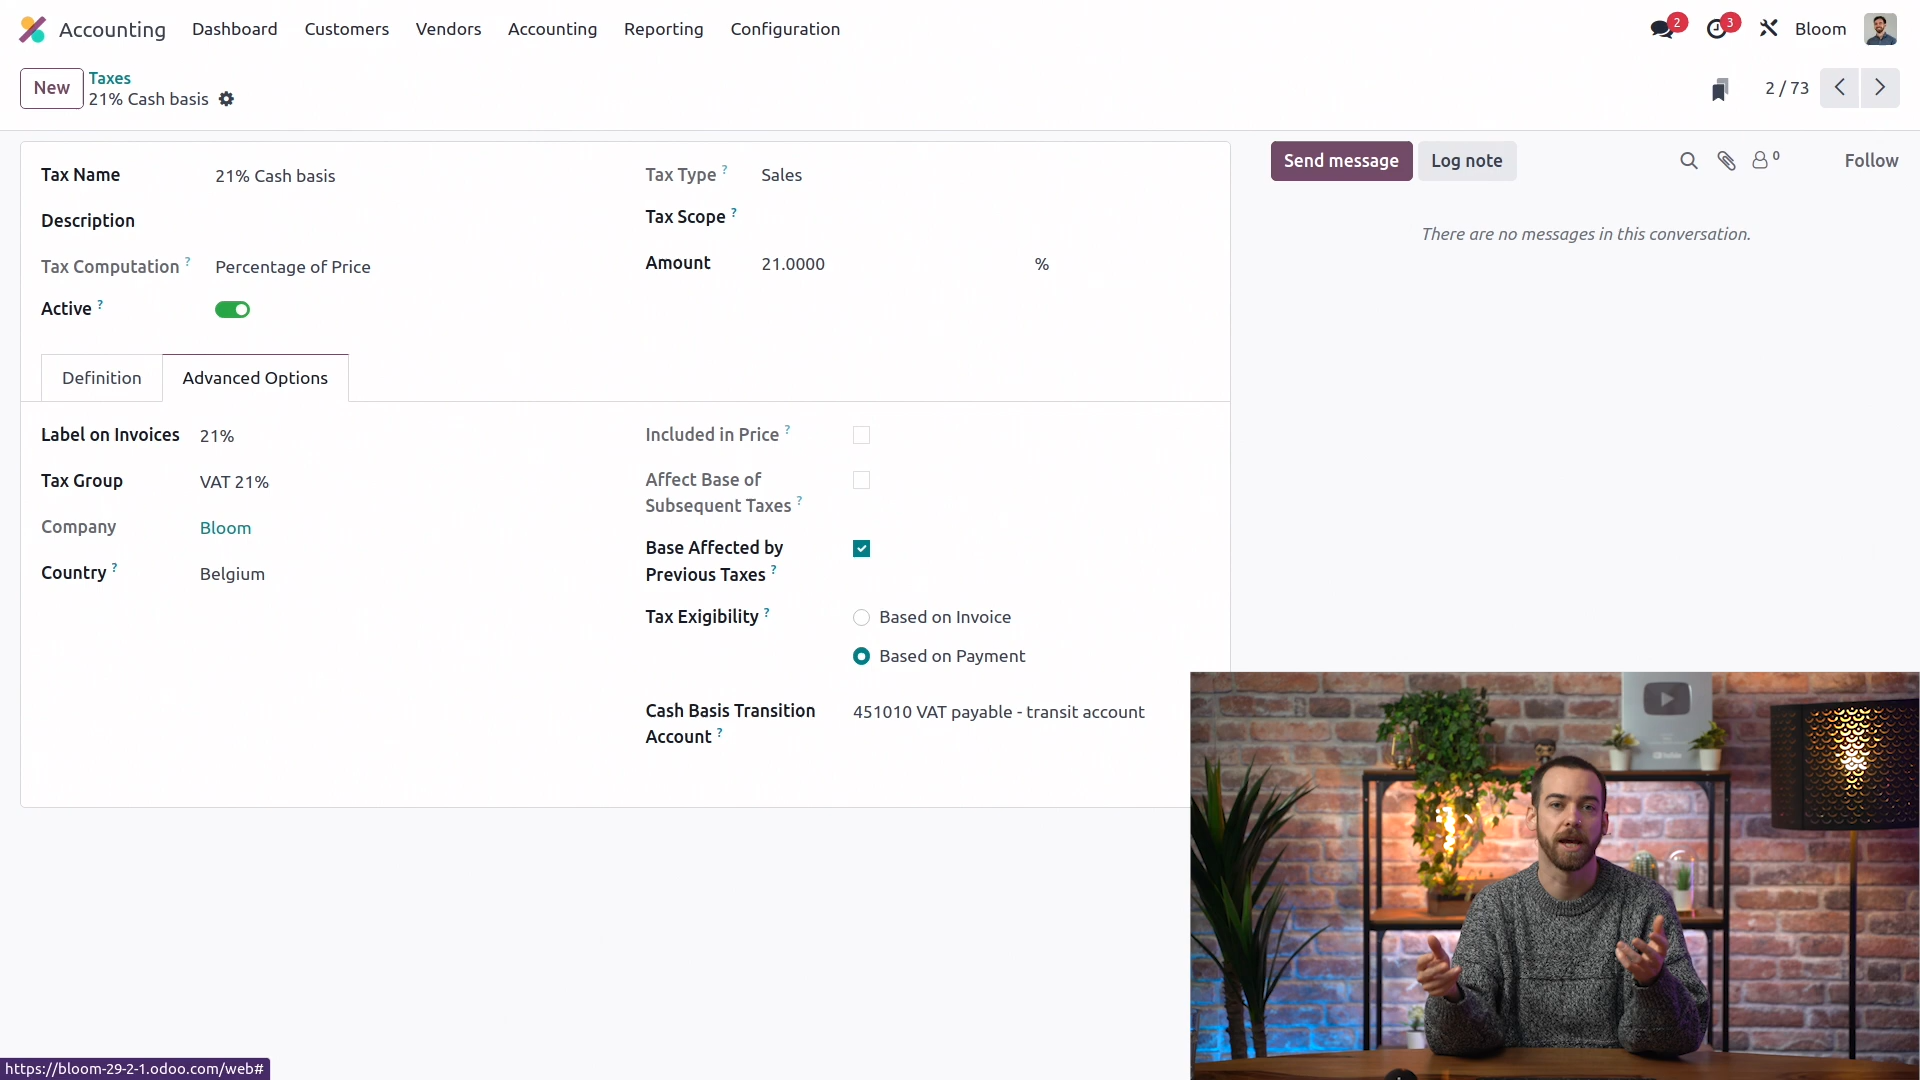 Accounting Dashboard Customers Vendors Accounting Reporting Configuration 2 3 Bloom
New Taxes 2 / 73
21% Cash basis
Tax Name 21% Cash basis Tax Type ? Sales
Send message Log note 0 Follow
Description Tax Scope ?
There are no messages in this conversation.
Tax Computation ? Percentage of Price Amount 21.0000 %
Active ?
Definition Advanced Options
Label on Invoices 21% Included in Price ?
Tax Group VAT 21% Affect Base of
Subsequent Taxes ?
Company Bloom Base Affected by
Previous Taxes ?
Country ? Belgium
Tax Exigibility ? Based on Invoice
Based on Payment
Cash Basis Transition 451010 VAT payable - transit account
Account ?
https://bloom-29-2-1.odoo.com/web#